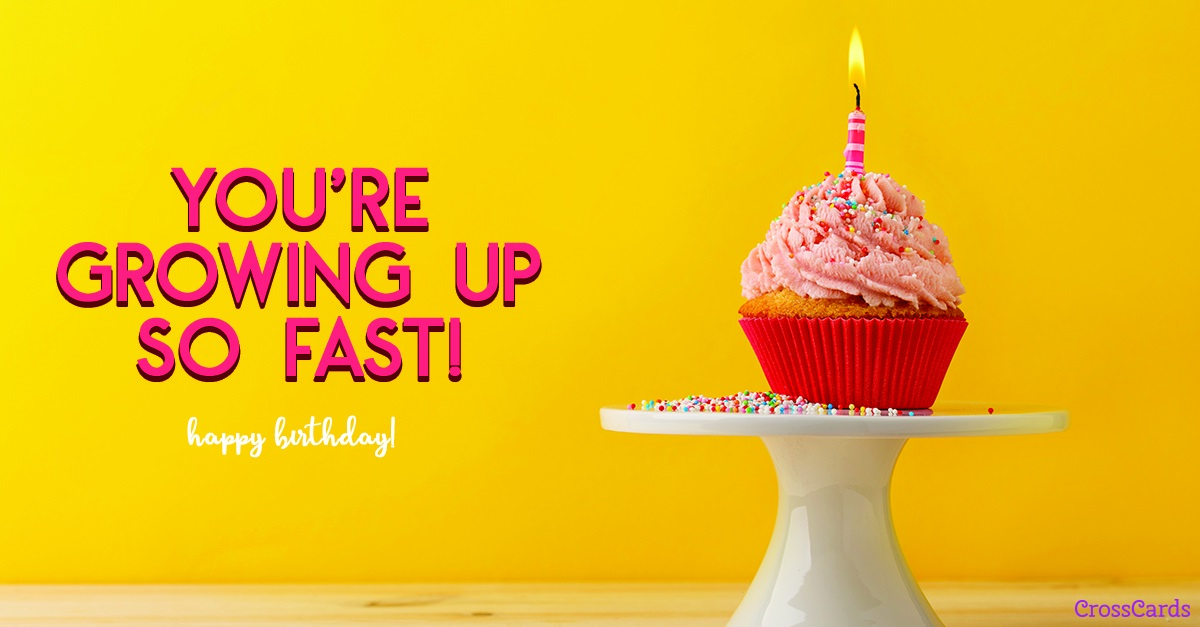 YOU'RE
GROWING UP
SO FAST!
happy birthday!
CrossCards